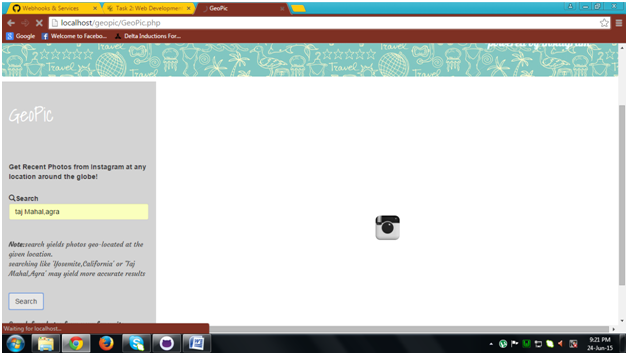 Webhooks & Services
Task 2: Web Developmen
GeoPic
localhost/geopic/GeoPic.php
Google
Welcome to Facebo...
Delta Inductions For...
powered by Instagram
Travel you
GeoPic
Get Recent Photos from Instagram at any
location around the globe!
Search
taj Mahal,agra
Note:search yields photos geo-located at the
given location.
searching like 'Yosemite,California' or 'Taj
Mahal,Agra' may yield more accurate results
Search
Waiting for localhost...
9:21 PM
24-Jun-15